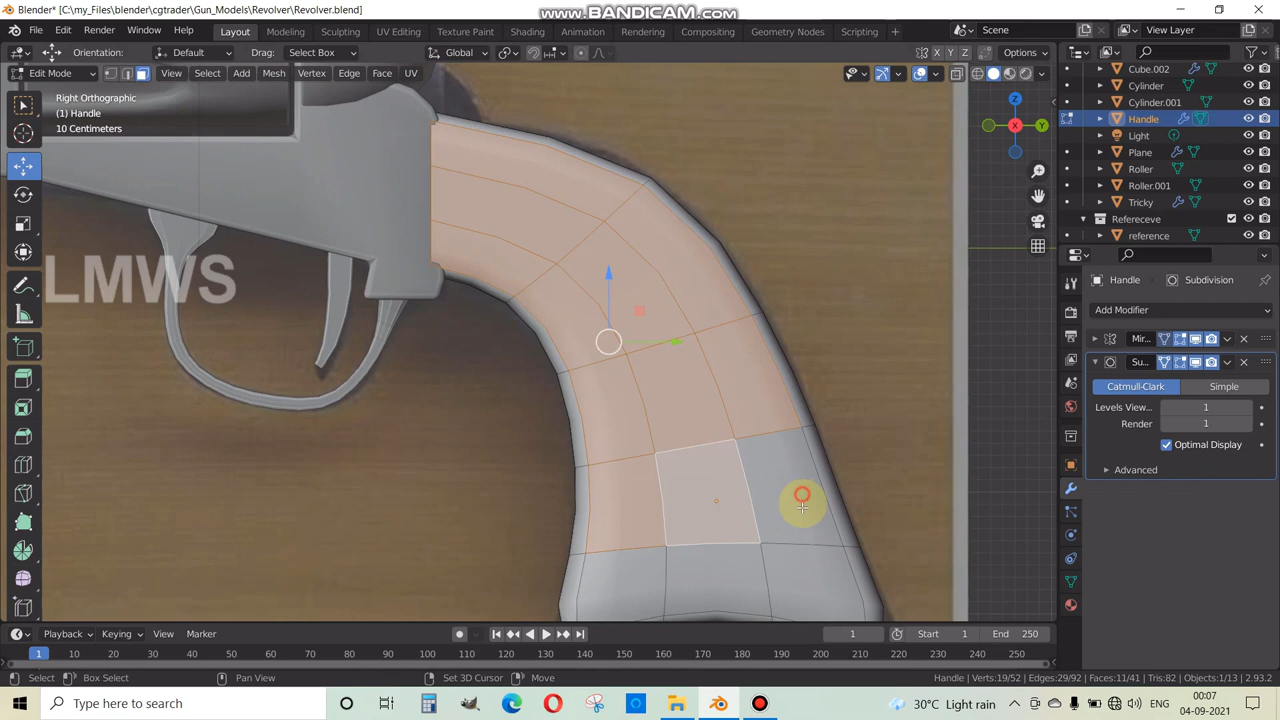 Blender* [C:\my_Files\blender\cgtrader\Gun_Models\Revolver\Revolver.blend]
www.BANDICAM.com
File Edit Render Window Help Layout Modeling Sculpting UV Editing Texture Paint Shading Animation Rendering Compositing Geometry Nodes Scripting + Scene View Layer
Orientation: Default Drag: Select Box Global X Y Z Options
Edit Mode View Select Add Mesh Vertex Edge Face UV
Right Orthographic
(1) Handle
10 Centimeters
Z
X
Y
LMWS
Cube.002
Cylinder
Cylinder.001
Handle
Light
Plane
Roller
Roller.001
Tricky
Refereceve
reference
Handle Subdivision
Add Modifier
Mir...
Su...
Catmull-Clark Simple
Levels View... 1
Render 1
Optimal Display
Advanced
Playback Keying View Marker 1 Start 1 End 250
1 10 20 30 40 50 60 70 80 90 100 110 120 130 140 150 160 170 180 190 200 210 220 230 240 250
Select Box Select Pan View Set 3D Cursor Move Handle | Verts:19/52 | Edges:29/92 | Faces:11/41 | Tris:82 | Objects:1/13 | 2.93.2
Type here to search 30°C Light rain ENG 00:07
04-09-2021